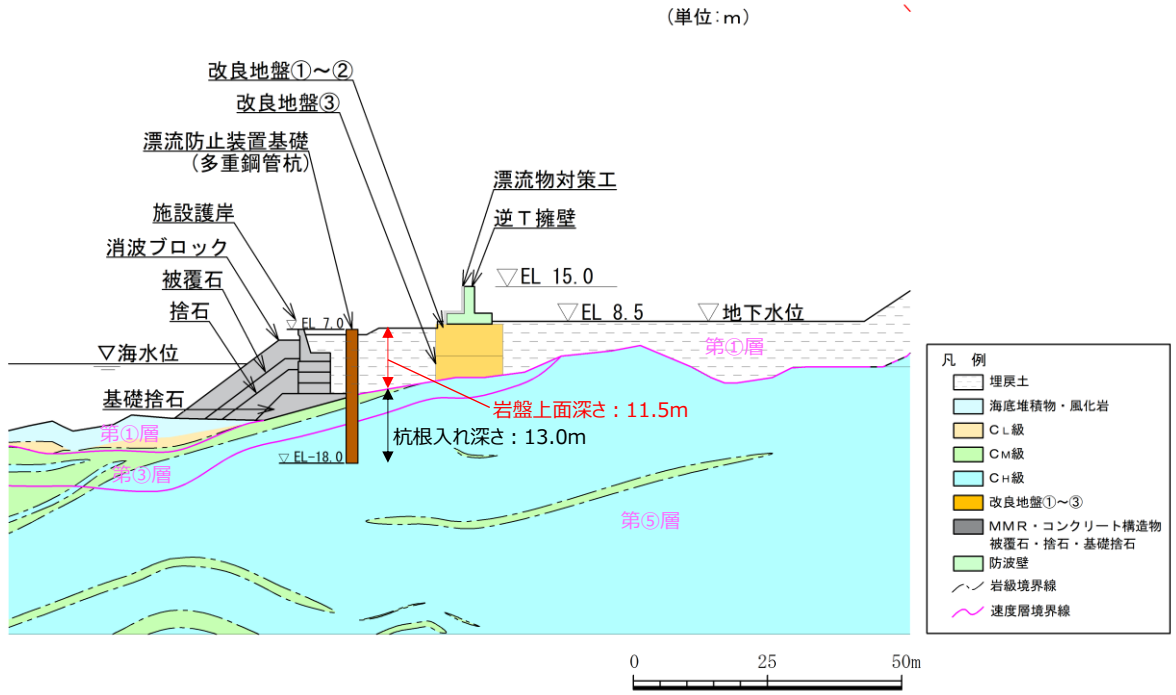 (単位:m)
改良地盤①～②
改良地盤③
漂流防止装置基礎
(多重鋼管杭)
漂流物対策工
施設護岸
逆T擁壁
消波ブロック
被覆石
▽EL 15.0
捨石
▽EL 7.0
▽EL 8.5
▽地下水位
▽海水位
第①層
基礎捨石
岩盤上面深さ：11.5m
第①層
杭根入れ深さ：13.0m
▽EL-18.0
第③層
第⑤層
凡 例
埋戻土
海底堆積物・風化岩
CL級
CM級
CH級
改良地盤①～③
MMR・コンクリート構造物
被覆石・捨石・基礎捨石
防波壁
岩級境界線
速度層境界線
0 25 50m